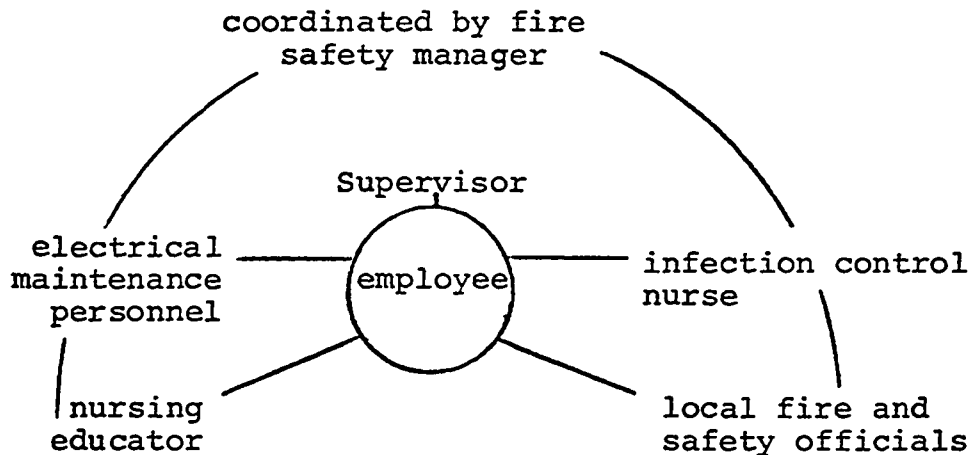 coordinated by fire
safety manager
Supervisor
electrical
maintenance
personnel
employee
infection control
nurse
nursing
educator
local fire and
safety officials